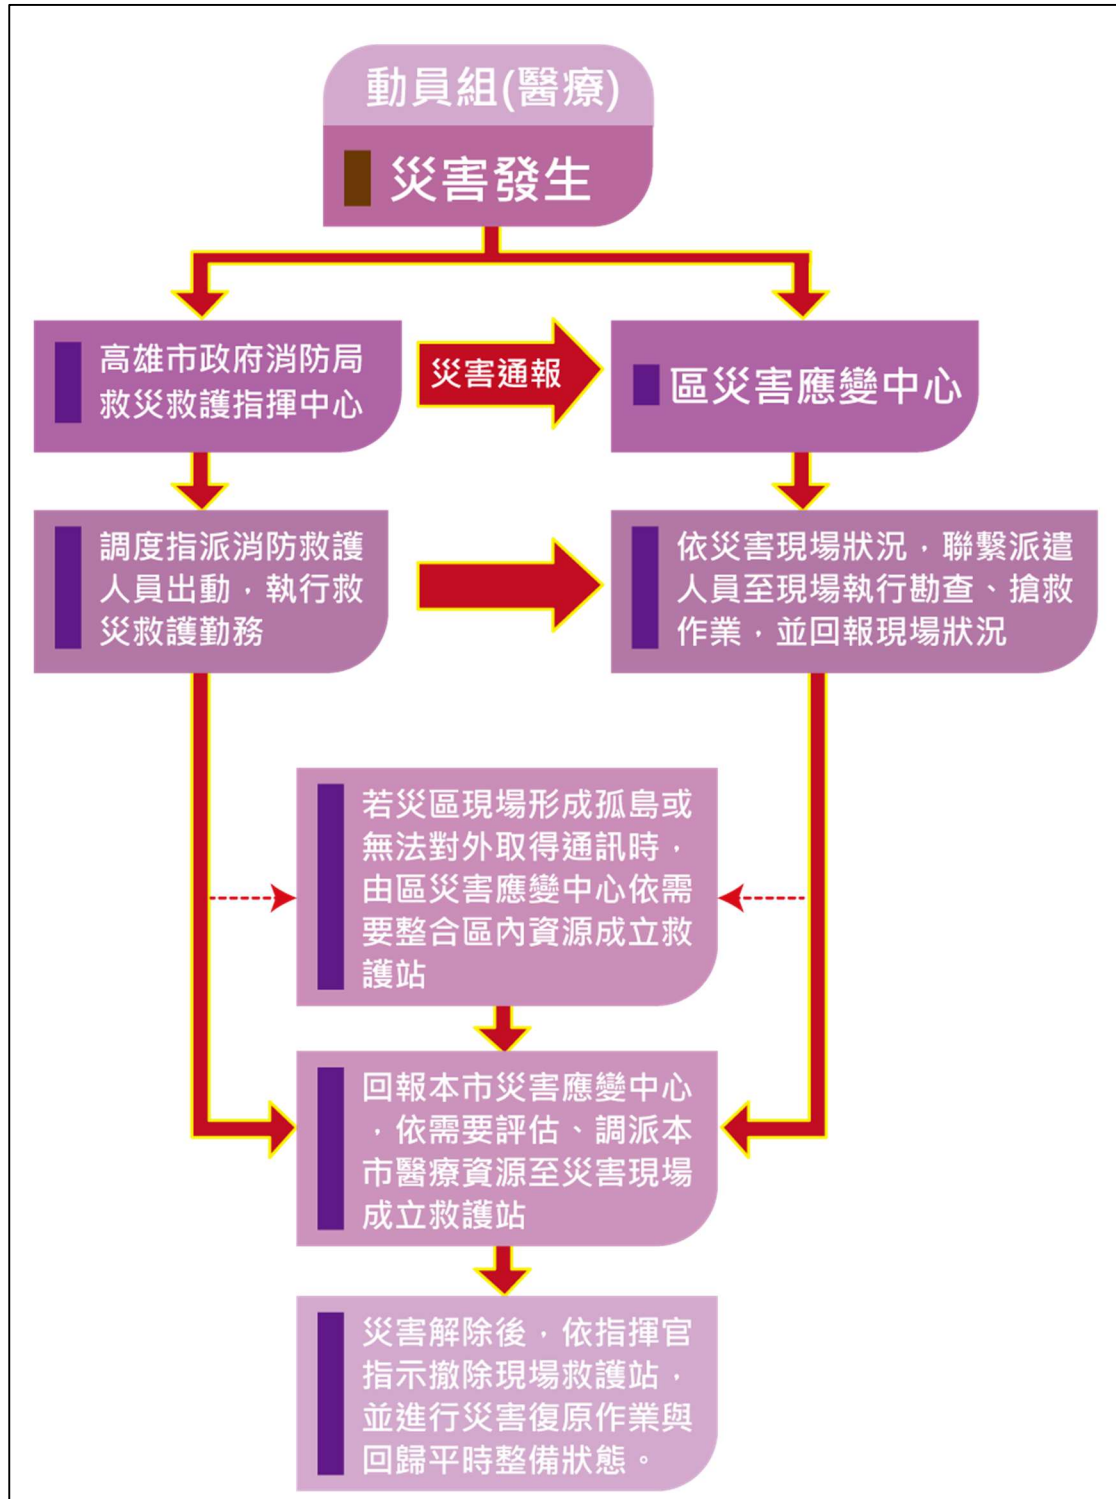 動員組(醫療)
災害發生
高雄市政府消防局
救災救護指揮中心
災害通報
區災害應變中心
調度指派消防救護
人員出動，執行救
災救護勤務
依災害現場狀況，聯繫派遣
人員至現場執行勘查、搶救
作業，並回報現場狀況
若災區現場形成孤島或
無法對外取得通訊時，
由區災害應變中心依需
要整合區內資源成立救
護站
回報本市災害應變中心
，依需要評估、調派本
市醫療資源至災害現場
成立救護站
災害解除後，依指揮官
指示撤除現場救護站，
並進行災害復原作業與
回歸平時整備狀態。